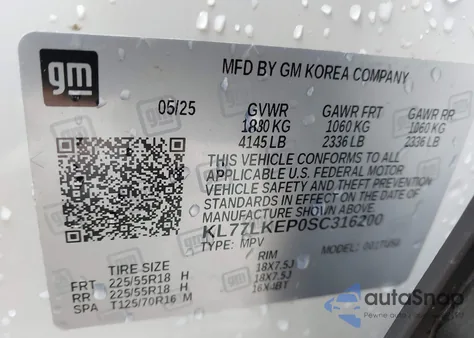 gm
MFD BY GM KOREA COMPANY
05/25 GVWR GAWR FRT GAWR RR
1880 KG 1060 KG 1060 KG
4145 LB 2336 LB 2336 LB
THIS VEHICLE CONFORMS TO ALL
APPLICABLE U.S. FEDERAL MOTOR
VEHICLE SAFETY AND THEFT PREVENTION
STANDARDS IN EFFECT ON THE DATE OF
MANUFACTURE SHOWN ABOVE.
KL77LKEP0SC316200
TYPE: MPV MODEL:
TIRE SIZE RIM
FRT 225/55R18 H 18X7.5J
RR 225/55R18 H 18X7.5J
SPA T125/70R16 M 16X4BT
autoSnap